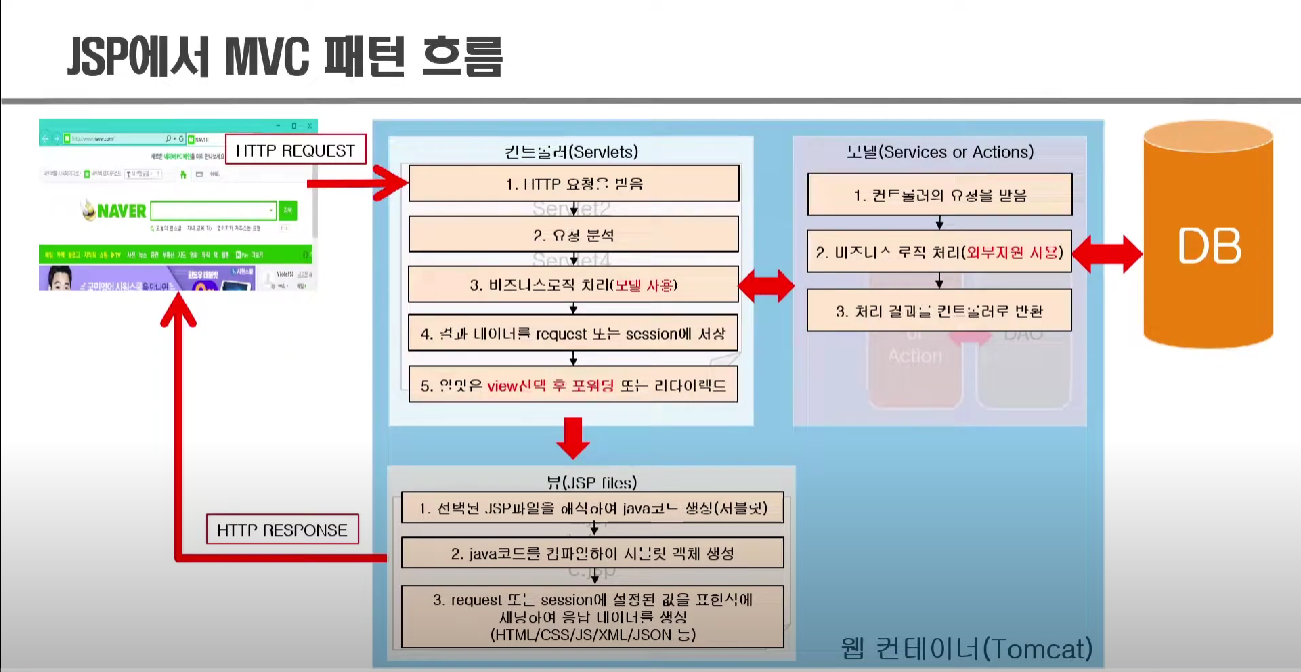 JSP에서 MVC 패턴 흐름
HTTP REQUEST
NAVER
컨트롤러(Servlets)
1. HTTP 요청을 받음
Servlet2
2. 요청 분석
Servlet4
3. 비즈니스로직 처리(모델 사용)
4. 결과 데이터를 request 또는 session에 저장
5. 알맞은 view선택 후 포워딩 또는 리다이렉트
모델(Services or Actions)
1. 컨트롤러의 요청을 받음
2. 비즈니스 로직 처리(외부자원 사용)
3. 처리 결과를 컨트롤러로 반환
or
Action
DAO
DB
뷰(JSP files)
1. 선택된 JSP파일을 해석하여 java코드 생성(서블릿)
2. java코드를 컴파일하여 서블릿 객체 생성
c.jsp
3. request 또는 session에 설정된 값을 표현식에
세팅하여 응답 데이터를 생성
(HTML/CSS/JS/XML/JSON 등)
HTTP RESPONSE
웹 컨테이너(Tomcat)